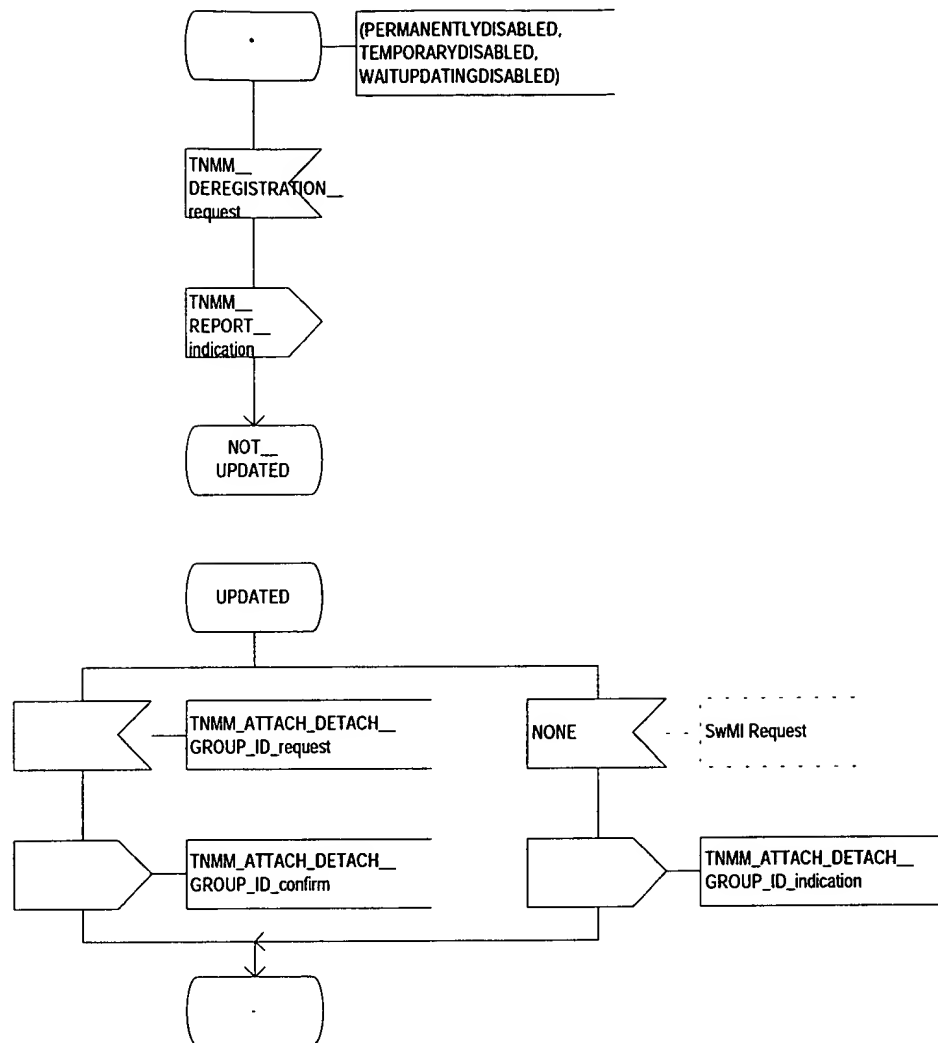 *
(PERMANENTLYDISABLED,
TEMPORARYDISABLED,
WAITUPDATINGDISABLED)
TNMM__
DEREGISTRATION__
request
TNMM__
REPORT__
indication
NOT__
UPDATED
UPDATED
TNMM_ATTACH_DETACH__
GROUP_ID_request
NONE
SwMI Request
TNMM_ATTACH_DETACH__
GROUP_ID_confirm
TNMM_ATTACH_DETACH__
GROUP_ID_indication
-